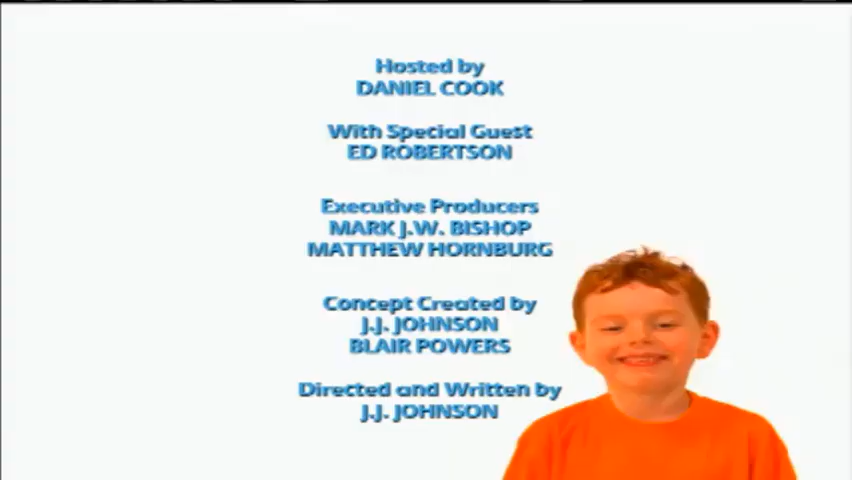 Hosted by
DANIEL COOK
With Special Guest
ED ROBERTSON
Executive Producers
MARK J.W. BISHOP
MATTHEW HORNBURG
Concept Created by
J.J. JOHNSON
BLAIR POWERS
Directed and Written by
J.J. JOHNSON